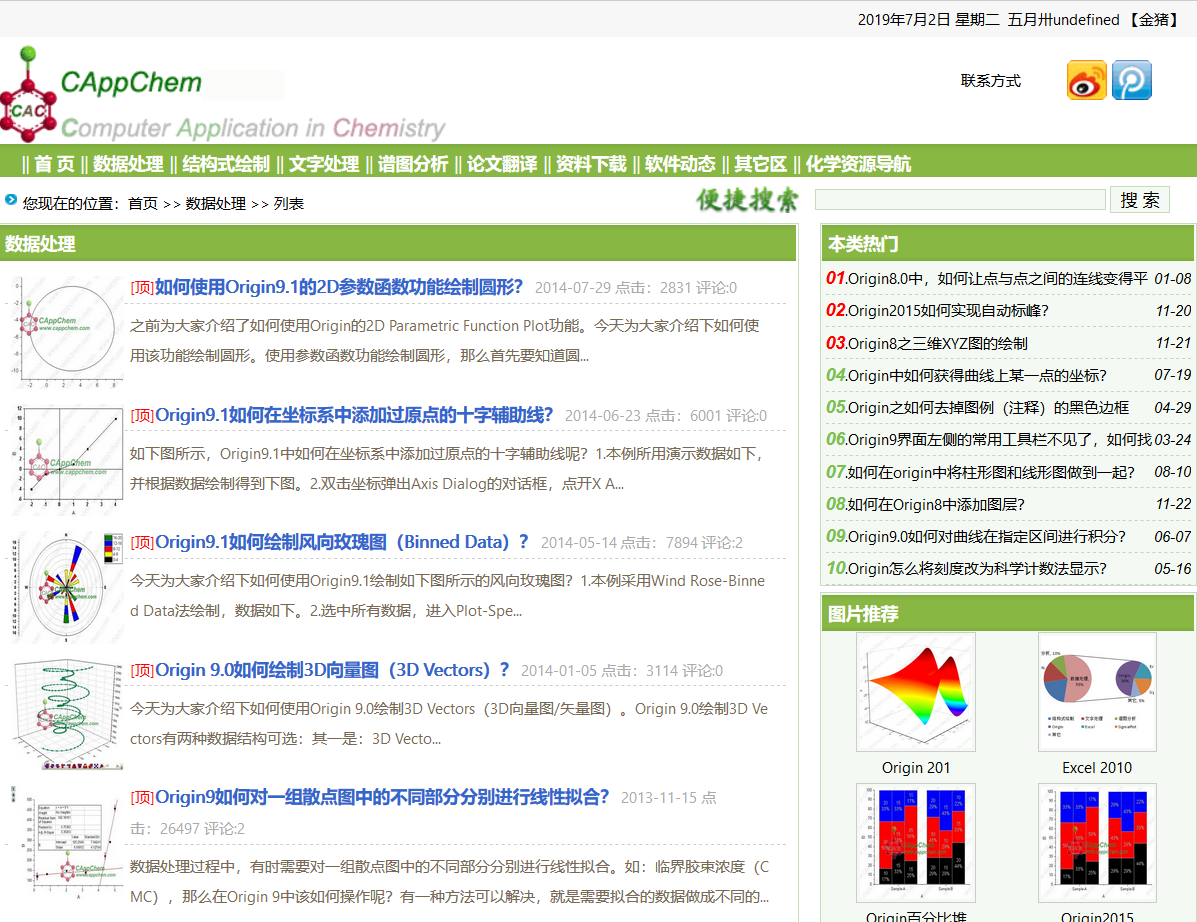 2019年7月2日 星期二 五月卅undefined 【金猪】
CAppChem
CAC
Computer Application in Chemistry
联系方式
|| 首 页 || 数据处理 || 结构式绘制 || 文字处理 || 谱图分析 || 论文翻译 || 资料下载 || 软件动态 || 其它区 || 化学资源导航
您现在的位置：首页 >> 数据处理 >> 列表
便捷搜索
搜 索
数据处理
[顶]如何使用Origin9.1的2D参数函数功能绘制圆形？ 2014-07-29 点击：2831 评论:0
之前为大家介绍了如何使用Origin的2D Parametric Function Plot功能。今天为大家介绍下如何使
用该功能绘制圆形。使用参数函数功能绘制圆形，那么首先要知道圆...
[顶]Origin9.1如何在坐标系中添加过原点的十字辅助线？ 2014-06-23 点击：6001 评论:0
如下图所示，Origin9.1中如何在坐标系中添加过原点的十字辅助线呢？1.本例所用演示数据如下，
并根据数据绘制得到下图。2.双击坐标弹出Axis Dialog的对话框，点开X A...
[顶]Origin9.1如何绘制风向玫瑰图（Binned Data）？ 2014-05-14 点击：7894 评论:2
今天为大家介绍下如何使用Origin9.1绘制如下图所示的风向玫瑰图？1.本例采用Wind Rose-Binne
d Data法绘制，数据如下。2.选中所有数据，进入Plot-Spe...
[顶]Origin 9.0如何绘制3D向量图（3D Vectors）？ 2014-01-05 点击：3114 评论:0
今天为大家介绍下如何使用Origin 9.0绘制3D Vectors（3D向量图/矢量图）。Origin 9.0绘制3D Ve
ctors有两种数据结构可选：其一是：3D Vecto...
[顶]Origin9如何对一组散点图中的不同部分分别进行线性拟合？ 2013-11-15 点
击：26497 评论:2
数据处理过程中，有时需要对一组散点图中的不同部分分别进行线性拟合。如：临界胶束浓度（C
MC），那么在Origin 9中该如何操作呢？有一种方法可以解决，就是需要拟合的数据做成不同的...
本类热门
01.Origin8.0中，如何让点与点之间的连线变得平 01-08
02.Origin2015如何实现自动标峰？ 11-20
03.Origin8之三维XYZ图的绘制 11-21
04.Origin中如何获得曲线上某一点的坐标？ 07-19
05.Origin之如何去掉图例（注释）的黑色边框 04-29
06.Origin9界面左侧的常用工具栏不见了，如何找 03-24
07.如何在origin中将柱形图和线形图做到一起？ 08-10
08.如何在Origin8中添加图层？ 11-22
09.Origin9.0如何对曲线在指定区间进行积分？ 06-07
10.Origin怎么将刻度改为科学计数法显示？ 05-16
图片推荐
Origin 201
Excel 2010
Origin百分比堆
Origin2015